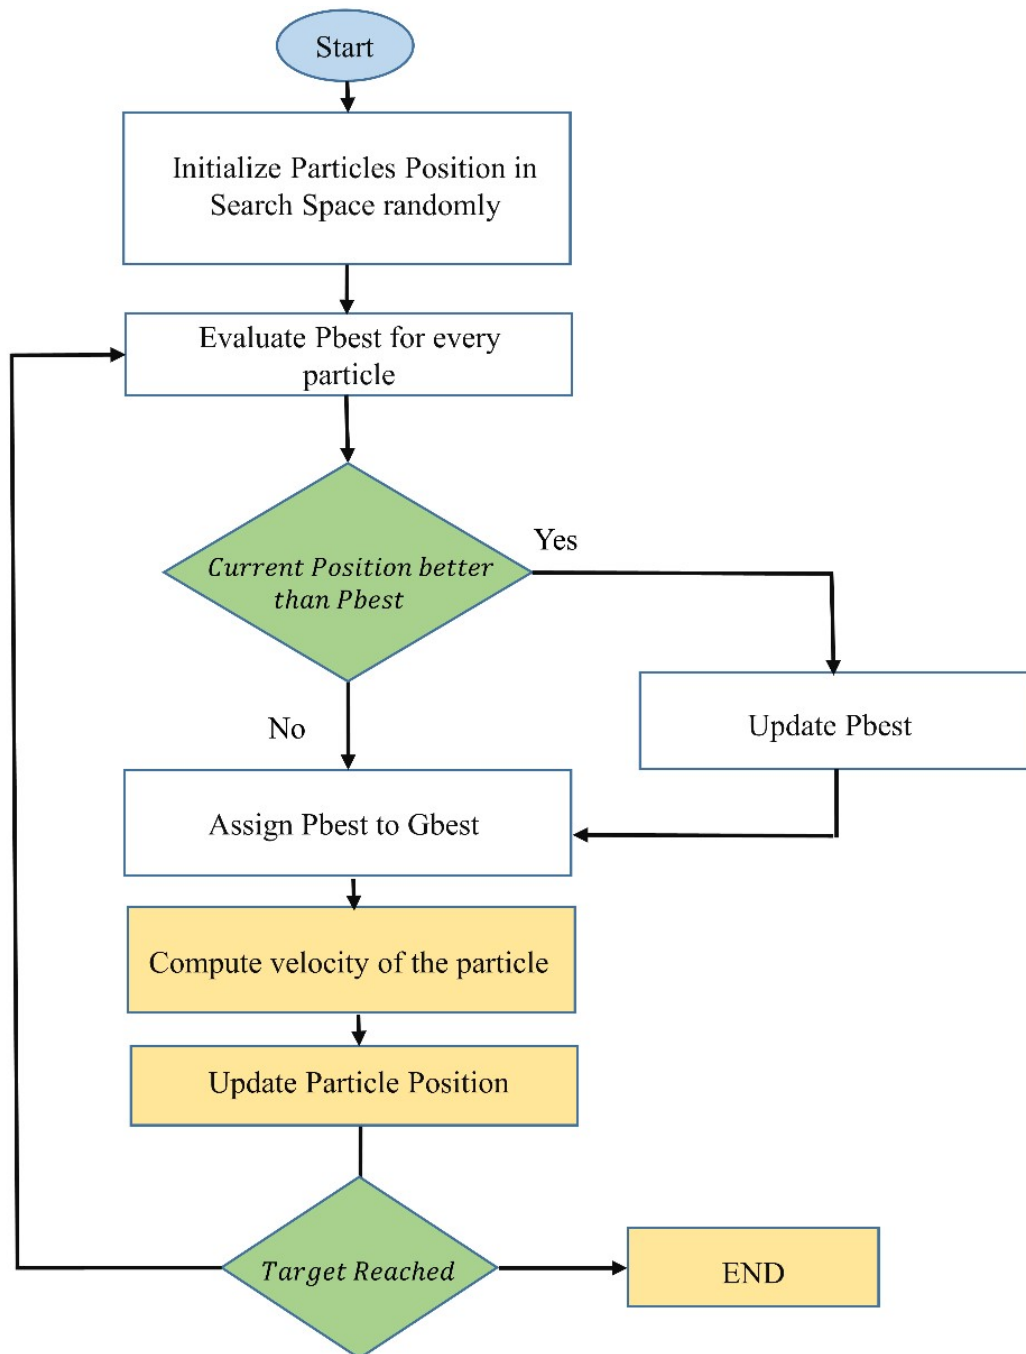 Start
Initialize Particles Position in
Search Space randomly
Evaluate Pbest for every
particle
Yes
Current Position better
than Pbest
Update Pbest
No
Assign Pbest to Gbest
Compute velocity of the particle
Update Particle Position
Target Reached
END